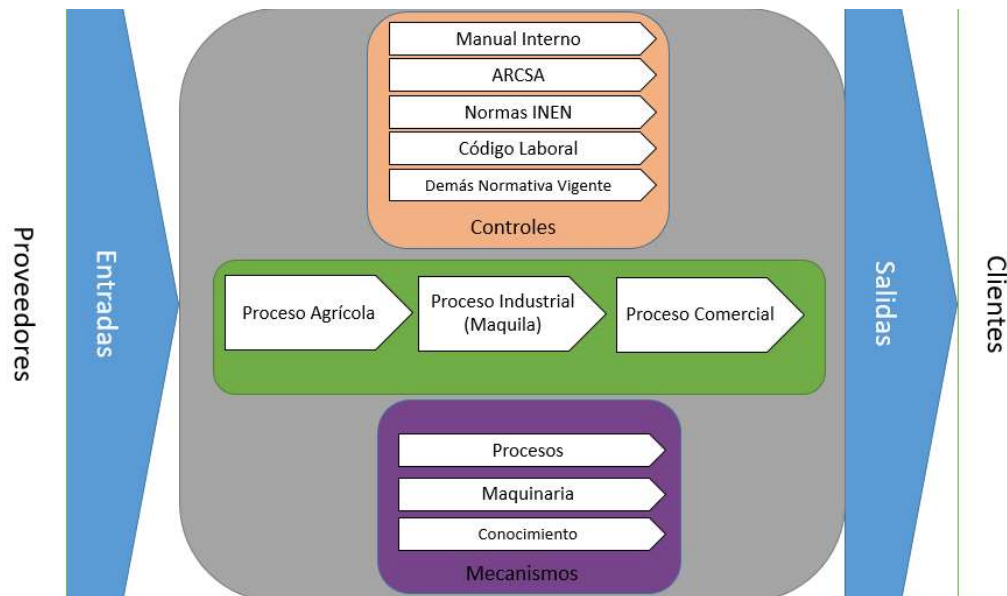 Proveedores
Entradas
Manual Interno
ARCSA
Normas INEN
Código Laboral
Demás Normativa Vigente
Controles
Proceso Agrícola
Proceso Industrial
(Maquila)
Proceso Comercial
Procesos
Maquinaria
Conocimiento
Mecanismos
Salidas
Clientes